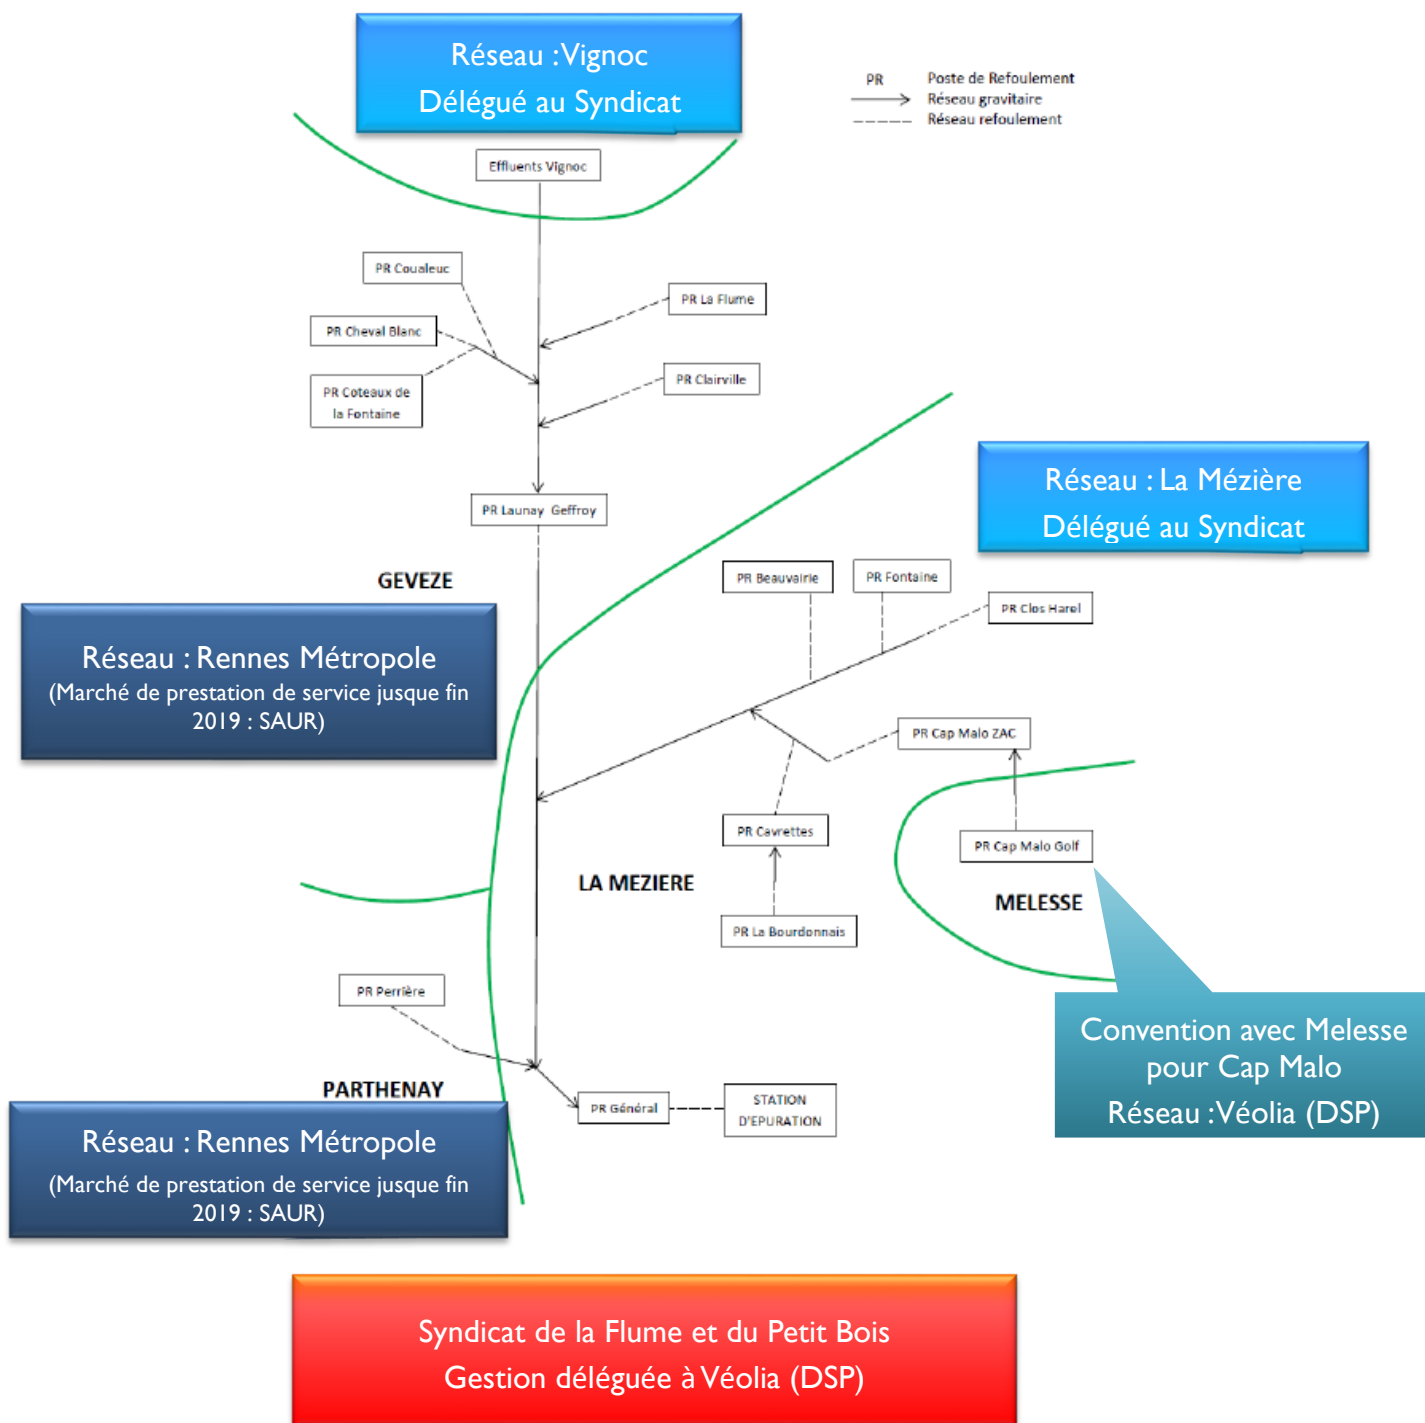 Réseau : Vignoc
Délégué au Syndicat
PR Poste de Refoulement
Réseau gravitaire
Réseau refoulement
Effluents Vignoc
PR Coualeuc
PR La Flume
PR Cheval Blanc
PR Clairville
PR Coteaux de
la Fontaine
Réseau : La Mézière
Délégué au Syndicat
PR Launay Geffroy
GEVEZE
PR Beauvairie
PR Fontaine
PR Clos Harel
Réseau : Rennes Métropole
(Marché de prestation de service jusque fin
2019 : SAUR)
PR Cap Malo ZAC
PR Cavrettes
PR Cap Malo Golf
LA MEZIERE
MELESSE
PR La Bourdonnais
PR Perrière
Convention avec Melesse
pour Cap Malo
Réseau : Véolia (DSP)
PARTHENAY
PR Général
STATION
D'EPURATION
Réseau : Rennes Métropole
(Marché de prestation de service jusque fin
2019 : SAUR)
Syndicat de la Flume et du Petit Bois
Gestion déléguée à Véolia (DSP)